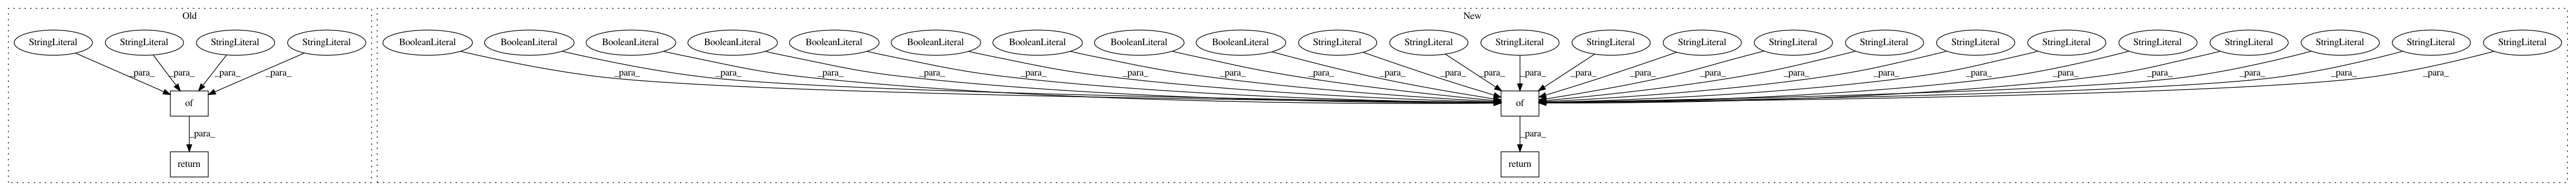 Old New
StringLiteral StringLiteral StringLiteral StringLiteral BooleanLiteral BooleanLiteral BooleanLiteral BooleanLiteral BooleanLiteral BooleanLiteral BooleanLiteral BooleanLiteral BooleanLiteral StringLiteral StringLiteral StringLiteral StringLiteral StringLiteral StringLiteral StringLiteral StringLiteral StringLiteral StringLiteral StringLiteral StringLiteral StringLiteral StringLiteral
_para_ _para_ _para_ _para_ _para_ _para_ _para_ _para_ _para_ _para_ _para_ _para_ _para_ _para_ _para_ _para_ _para_ _para_ _para_ _para_ _para_ _para_ _para_ _para_ _para_ _para_ _para_
of of
_para_ _para_
return return